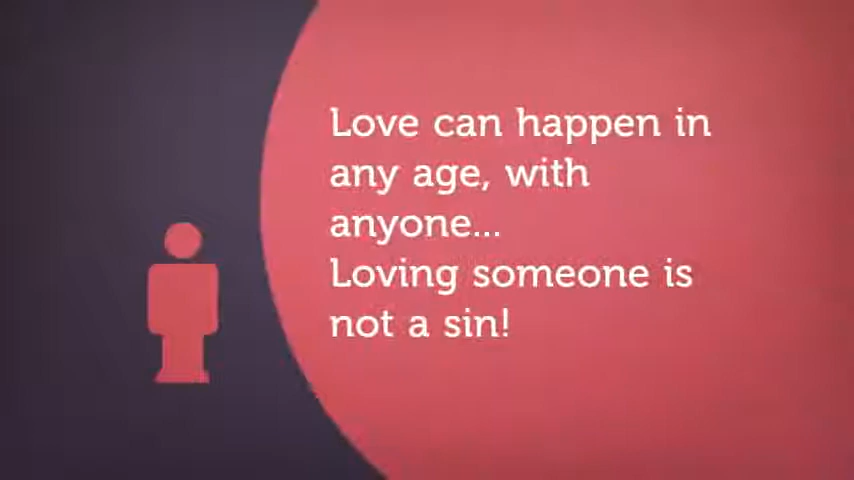 Love can happen in
any age, with
anyone...
Loving someone is
not a sin!